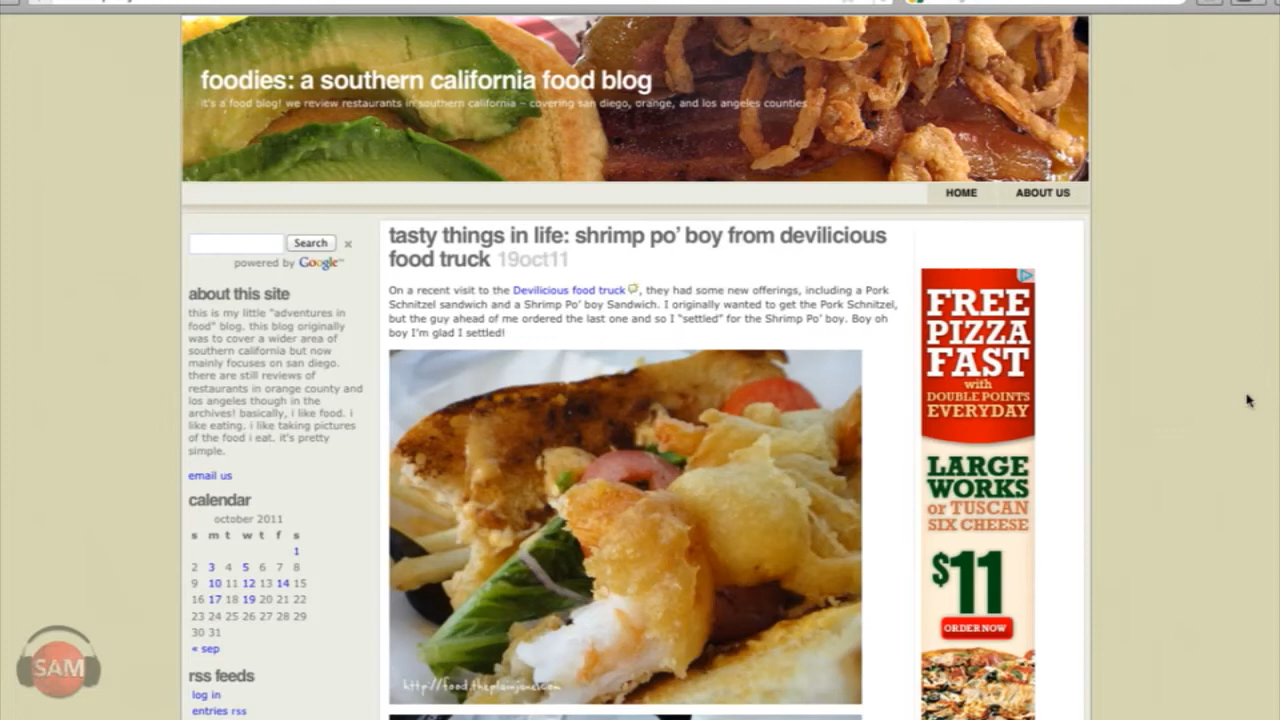 foodies: a southern california food blog
it's a food blog! we review restaurants in southern california – covering san diego, orange, and los angeles counties
HOME ABOUT US
Search
powered by Google™
about this site
this is my little "adventures in
food" blog. this blog originally
was to cover a wider area of
southern california but now
mainly focuses on san diego.
there are still reviews of
restaurants in orange county and
los angeles though in the
archives! basically, i like food. i
like eating. i like taking pictures
of the food i eat. it's pretty
simple.
email us
calendar
october 2011
s m t w t f s
1
2 3 4 5 6 7 8
9 10 11 12 13 14 15
16 17 18 19 20 21 22
23 24 25 26 27 28 29
30 31
« sep
rss feeds
log in
entries rss
tasty things in life: shrimp po' boy from devilicious
food truck 19oct11
On a recent visit to the Devilicious food truck, they had some new offerings, including a Pork
Schnitzel sandwich and a Shrimp Po' boy Sandwich. I originally wanted to get the Pork Schnitzel,
but the guy ahead of me ordered the last one and so I "settled" for the Shrimp Po' boy. Boy oh
boy I'm glad I settled!
http://food.theplainjane.com
FREE
PIZZA
FAST
with
DOUBLE POINTS
EVERYDAY
LARGE
WORKS
or TUSCAN
SIX CHEESE
$11
ORDER NOW
SAM